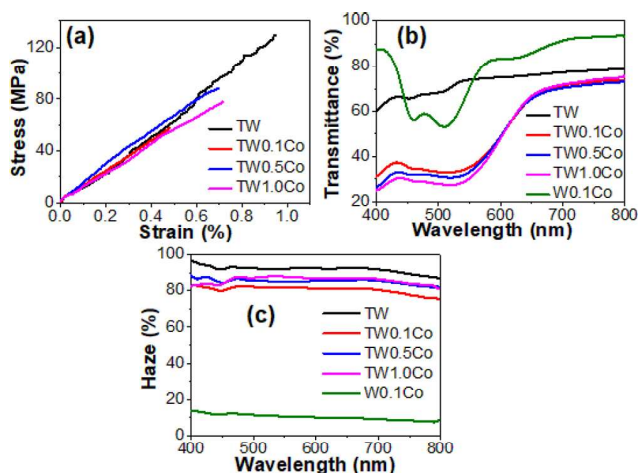 (a)
Stress (MPa)
120
80
40
0
TW
TW0.1Co
TW0.5Co
TW1.0Co
0.0 0.2 0.4 0.6 0.8 1.0
Strain (%)
(b)
Transmittance (%)
100
80
60
40
20
TW
TW0.1Co
TW0.5Co
TW1.0Co
W0.1Co
400 500 600 700 800
Wavelength (nm)
(c)
Haze (%)
100
80
60
40
20
0
TW
TW0.1Co
TW0.5Co
TW1.0Co
W0.1Co
400 500 600 700 800
Wavelength (nm)